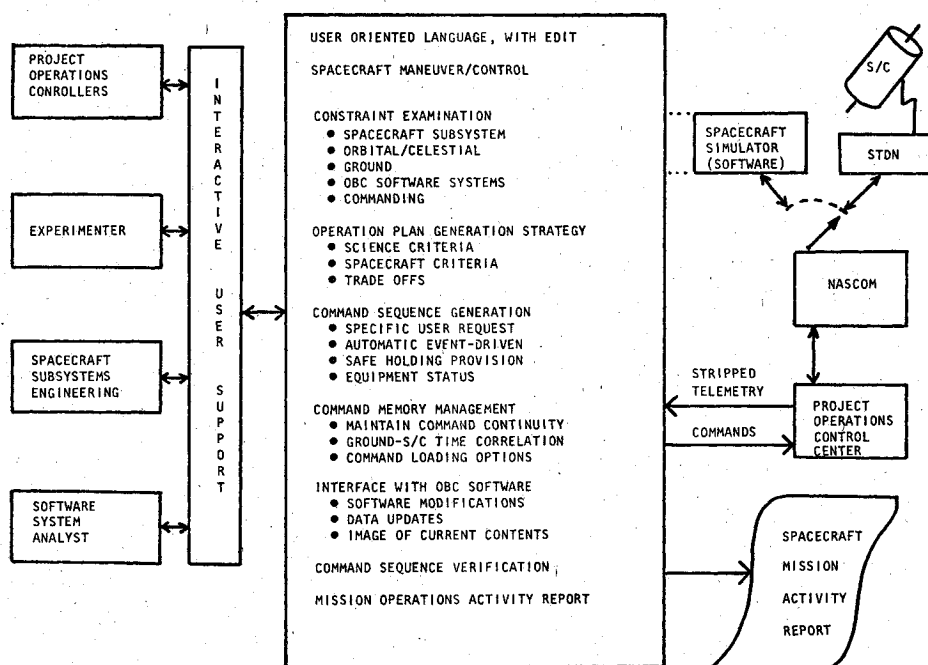 PROJECT
OPERATIONS
CONROLLERS
EXPERIMENTER
SPACECRAFT
SUBSYSTEMS
ENGINEERING
SOFTWARE
SYSTEM
ANALYST
INTERACTIVE USER SUPPORT
USER ORIENTED LANGUAGE, WITH EDIT
SPACECRAFT MANEUVER/CONTROL
CONSTRAINT EXAMINATION
● SPACECRAFT SUBSYSTEM
● ORBITAL/CELESTIAL
● GROUND
● OBC SOFTWARE SYSTEMS
● COMMANDING
OPERATION PLAN GENERATION STRATEGY
● SCIENCE CRITERIA
● SPACECRAFT CRITERIA
● TRADE OFFS
COMMAND SEQUENCE GENERATION
● SPECIFIC USER REQUEST
● AUTOMATIC EVENT-DRIVEN
● SAFE HOLDING PROVISION
● EQUIPMENT STATUS
COMMAND MEMORY MANAGEMENT
● MAINTAIN COMMAND CONTINUITY
● GROUND-S/C TIME CORRELATION
● COMMAND LOADING OPTIONS
INTERFACE WITH OBC SOFTWARE
● SOFTWARE MODIFICATIONS
● DATA UPDATES
● IMAGE OF CURRENT CONTENTS
COMMAND SEQUENCE VERIFICATION
MISSION OPERATIONS ACTIVITY REPORT
S/C
SPACECRAFT
SIMULATOR
(SOFTWARE)
STDN
NASCOM
STRIPPED
TELEMETRY
COMMANDS
PROJECT
OPERATIONS
CONTROL
CENTER
SPACECRAFT
MISSION
ACTIVITY
REPORT